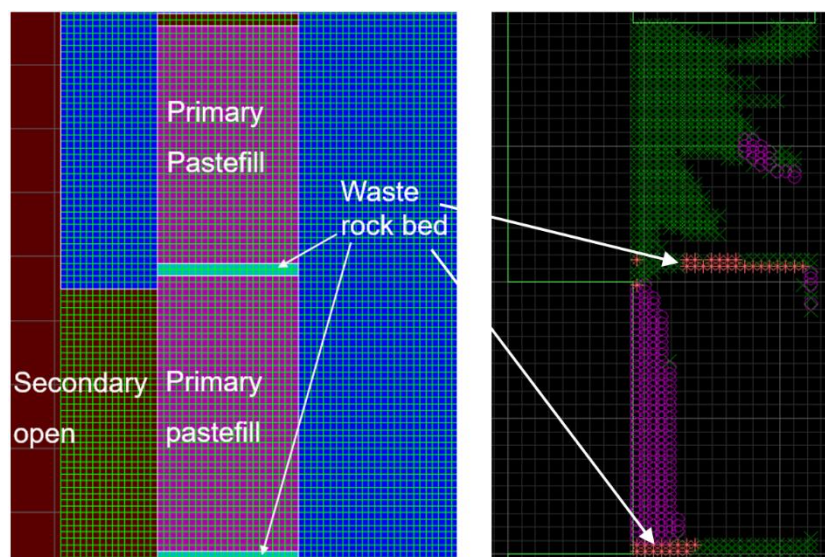 Primary
Pastefill
Waste
rock bed
Secondary
open
Primary
pastefill